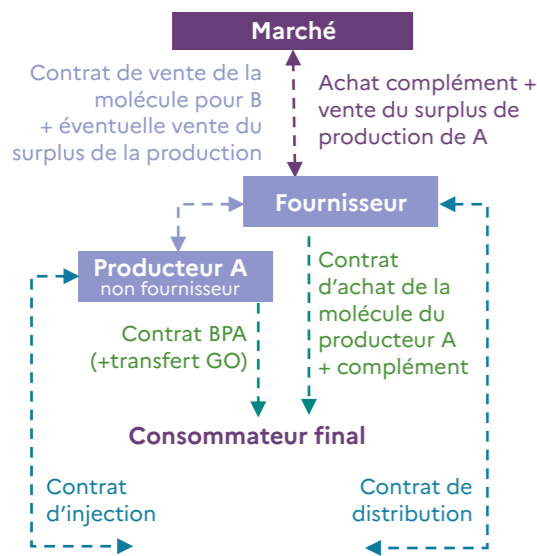 Marché
Contrat de vente de la
molécule pour B
+ éventuelle vente du
surplus de la production
Achat complément +
vente du surplus de
production de A
Fournisseur
Producteur A
non fournisseur
Contrat
d'achat de la
molécule du
producteur A
+ complément
Contrat BPA
(+transfert GO)
Consommateur final
Contrat
d'injection
Contrat de
distribution